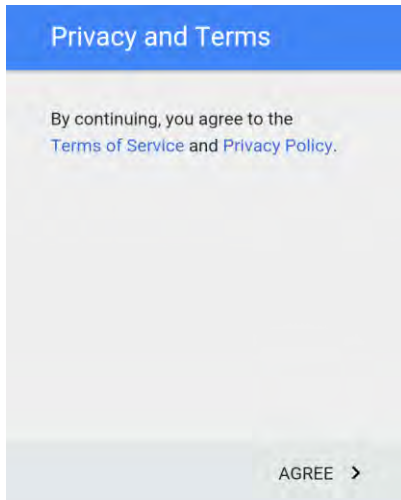 Privacy and Terms
By continuing, you agree to the
Terms of Service and Privacy Policy.
AGREE >